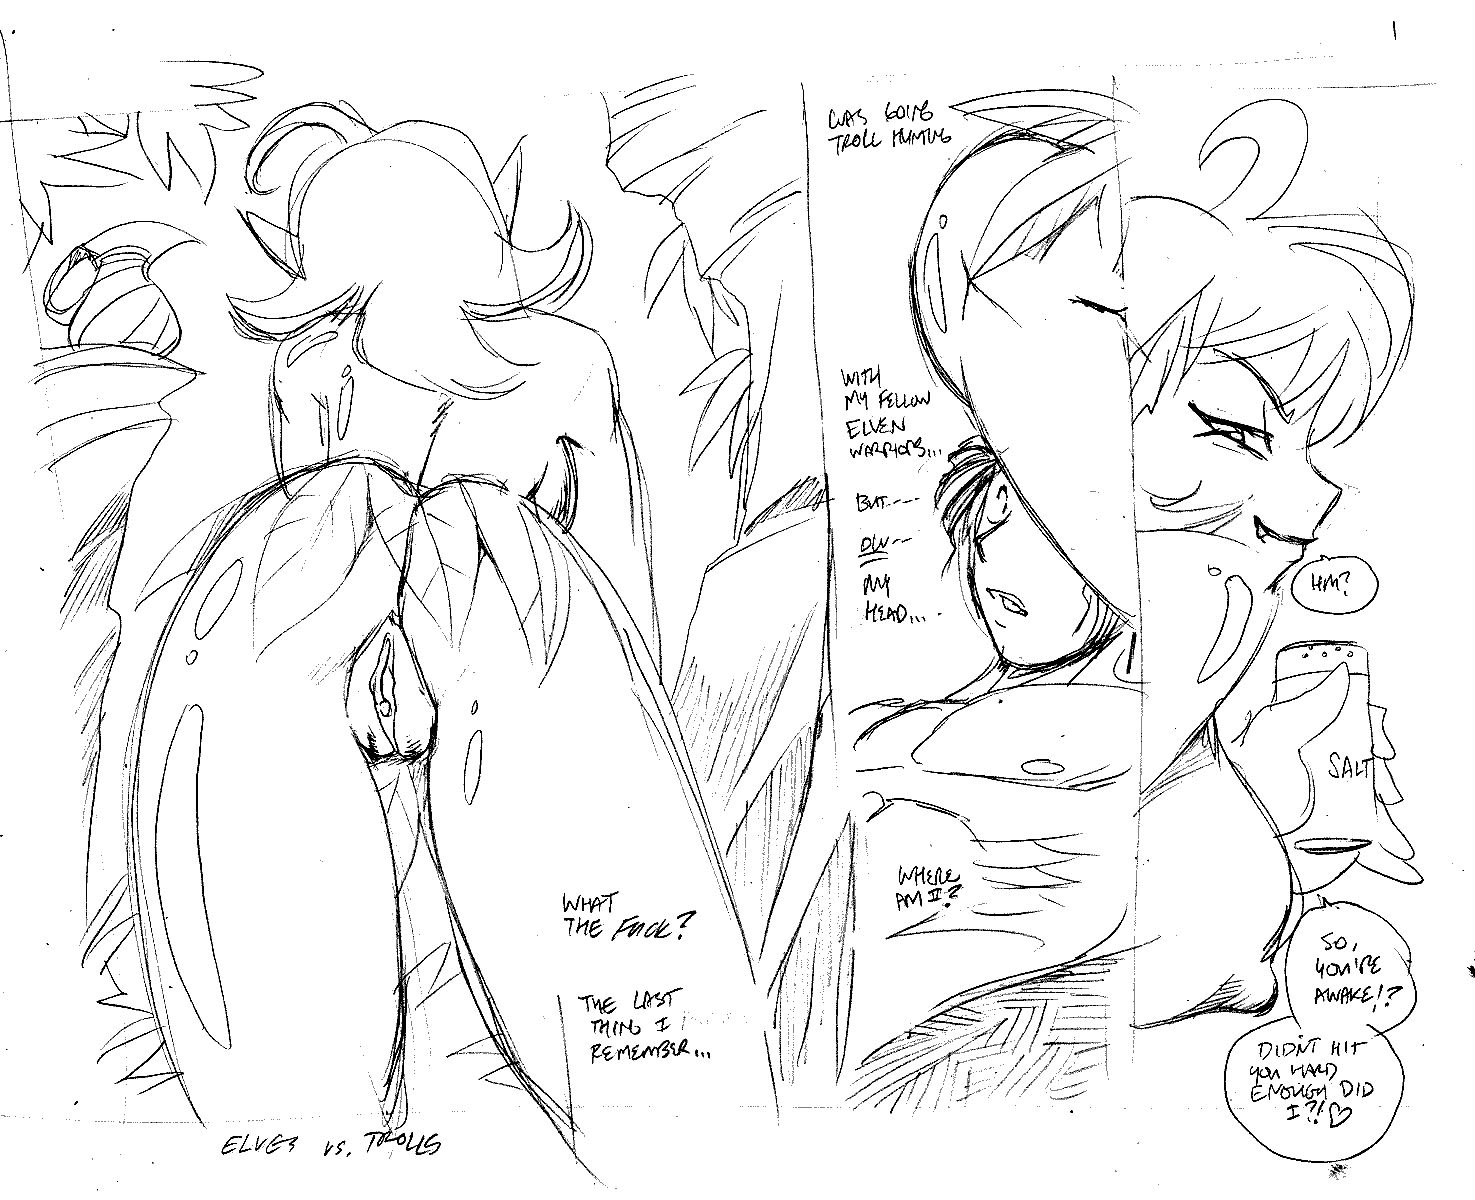 1
WHAT
THE FUCK?
THE LAST
THING I
REMEMBER...
ELVES vs. TROLLS
WAS GOING
TROLL HUNTING
WITH
MY FELLOW
ELVEN
WARRIORS...
BUT---
OW--
MY
HEAD...
WHERE
AM I?
HM?
SALT
SO,
YOU'RE
AWAKE!?
DIDNT HIT
YOU HARD
ENOUGH DID
I?!♡